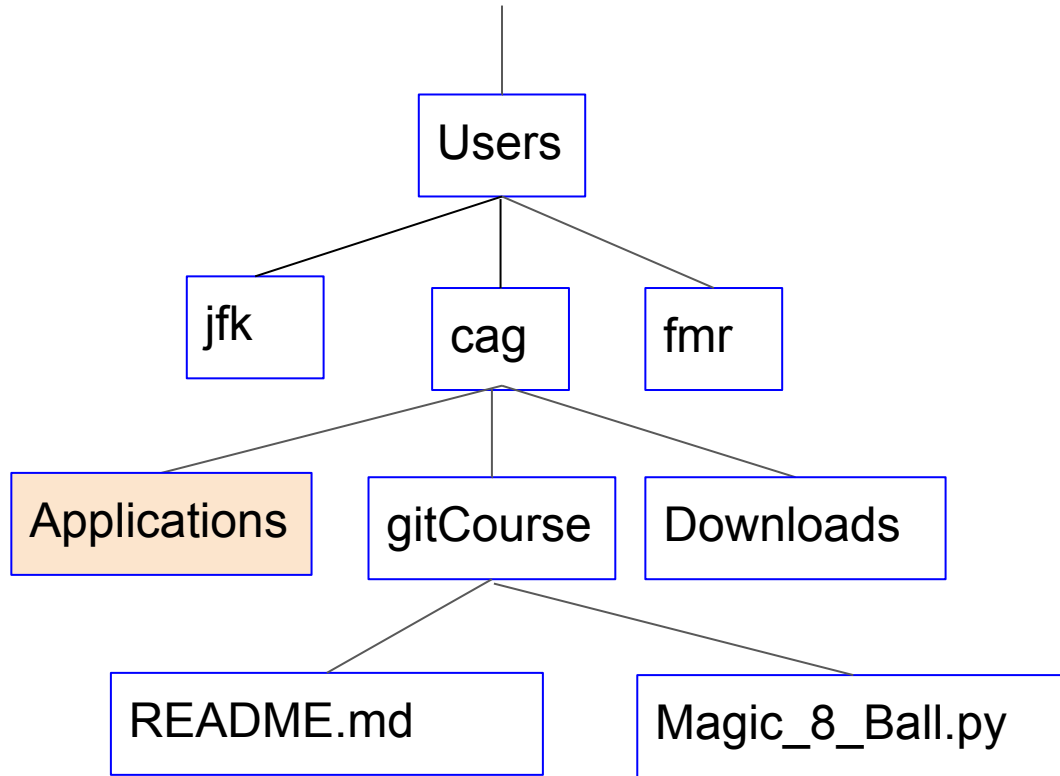 Users
jfk
cag
fmr
Applications
gitCourse
Downloads
README.md
Magic_8_Ball.py